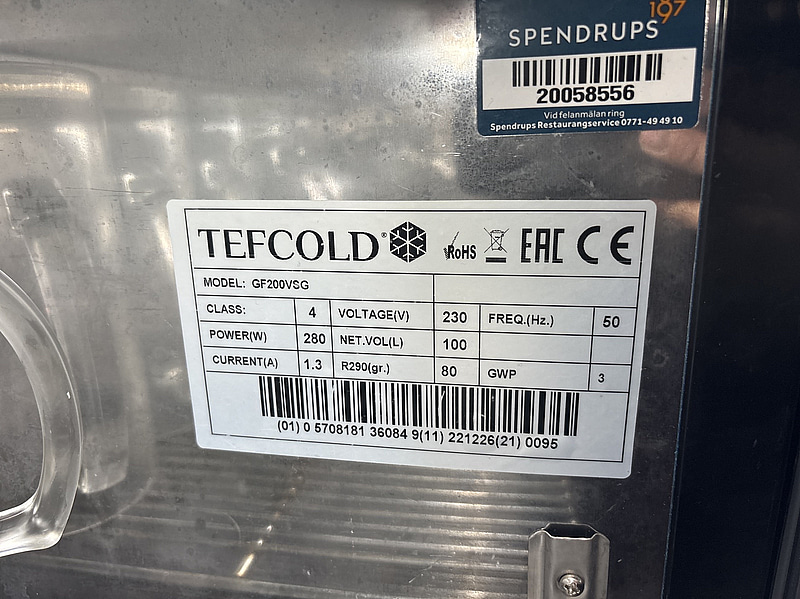 197
SPENDRUPS
20058556
Vid felanmälan ring
Spendrups Restaurangservice 0771-49 49 10
TEFCOLD® RoHS EAC CE
MODEL: GF200VSG
CLASS: 4 VOLTAGE(V) 230 FREQ.(Hz.) 50
POWER(W) 280 NET.VOL(L) 100
CURRENT(A) 1.3 R290(gr.) 80 GWP 3
(01) 0 5708181 36084 9(11) 221226(21) 0095